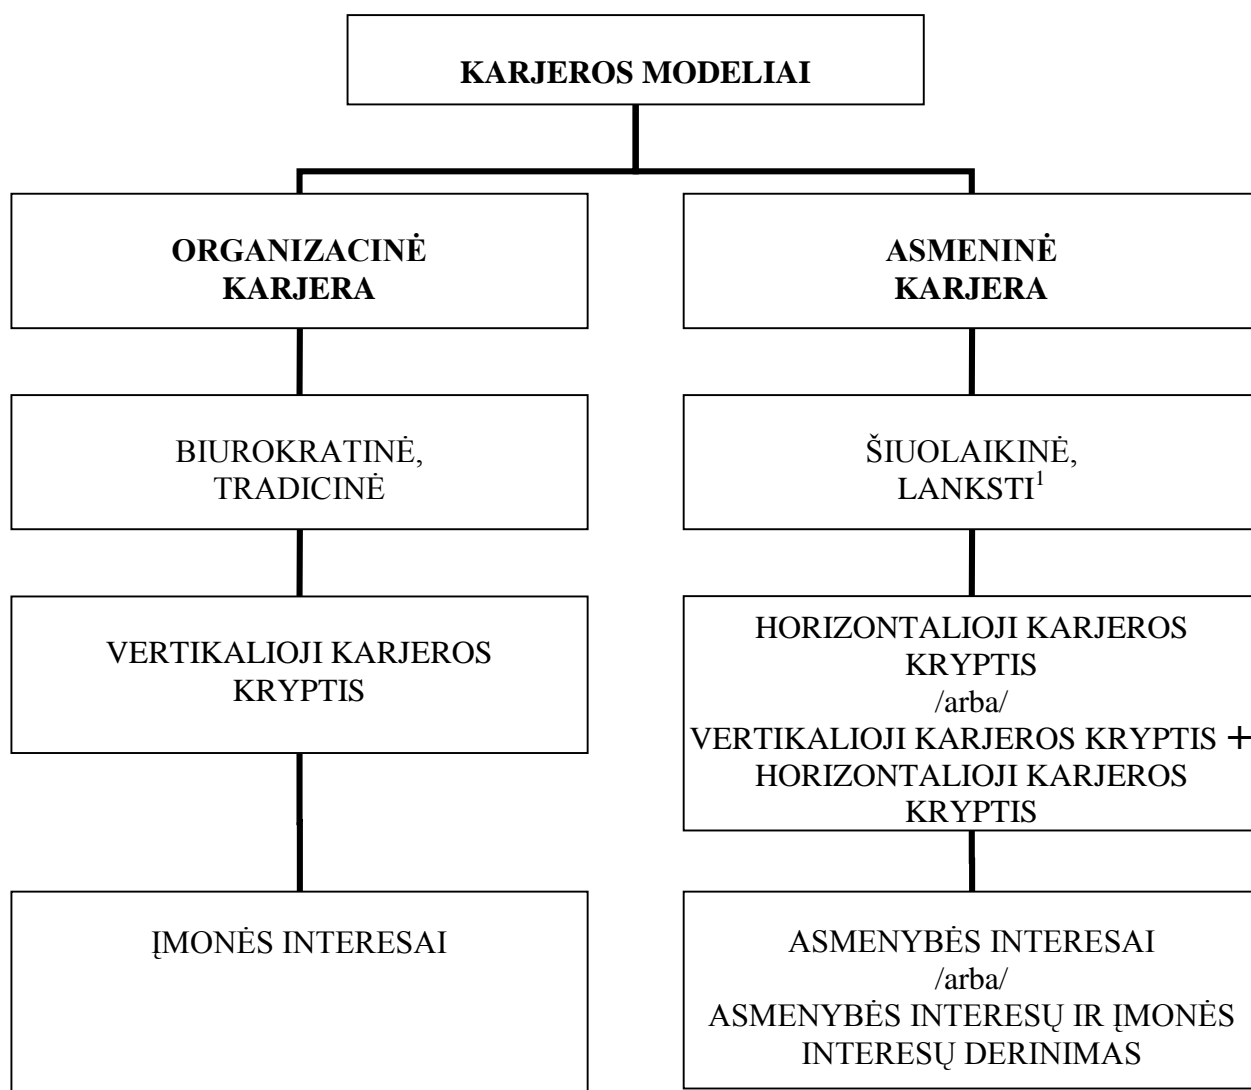 KARJEROS MODELIAI
ORGANIZACINĖ
KARJERA
ASMENINĖ
KARJERA
BIUROKRATINĖ,
TRADICINĖ
ŠIUOLAIKINĖ,
LANKSTI¹
VERTIKALIOJI KARJEROS
KRYPTIS
HORIZONTALIOJI KARJEROS
KRYPTIS
/arba/
VERTIKALIOJI KARJEROS KRYPTIS +
HORIZONTALIOJI KARJEROS
KRYPTIS
ĮMONĖS INTERESAI
ASMENYBĖS INTERESAI
/arba/
ASMENYBĖS INTERESŲ IR ĮMONĖS
INTERESŲ DERINIMAS